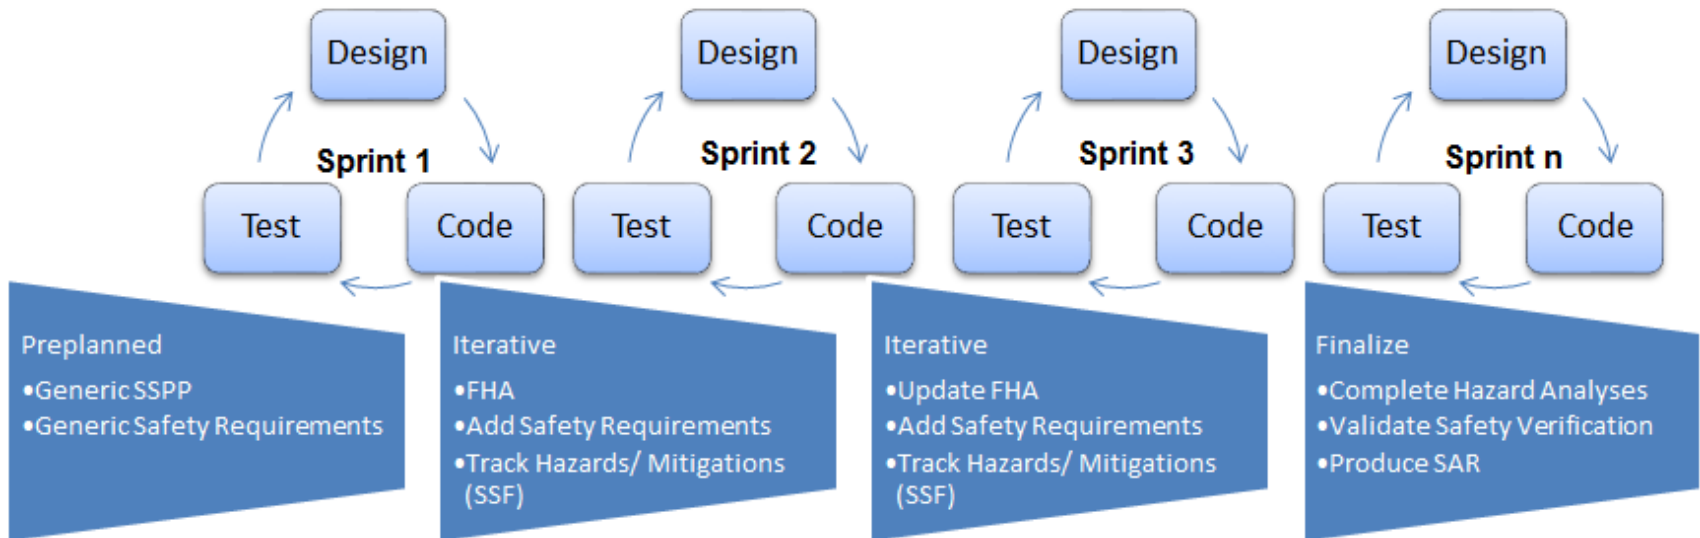 Design
Design
Design
Design
Sprint 1
Sprint 2
Sprint 3
Sprint n
Test
Code
Test
Code
Test
Code
Test
Code
Preplanned
•Generic SSPP
•Generic Safety Requirements
Iterative
•FHA
•Add Safety Requirements
•Track Hazards/ Mitigations
(SSF)
Iterative
•Update FHA
•Add Safety Requirements
•Track Hazards/ Mitigations
(SSF)
Finalize
•Complete Hazard Analyses
•Validate Safety Verification
•Produce SAR